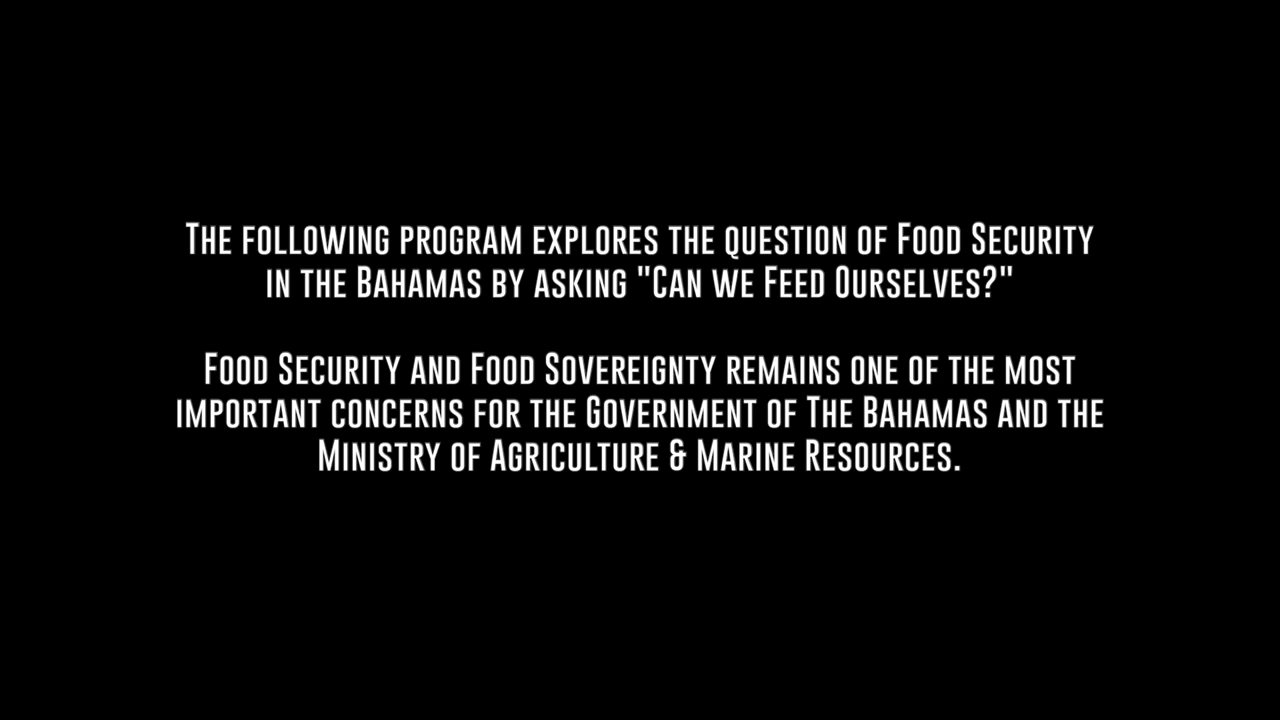 The following program explores the question of Food Security
in the Bahamas by asking "Can we Feed Ourselves?"
Food Security and Food Sovereignty remains one of the most
important concerns for the Government of The Bahamas and the
Ministry of Agriculture & Marine Resources.